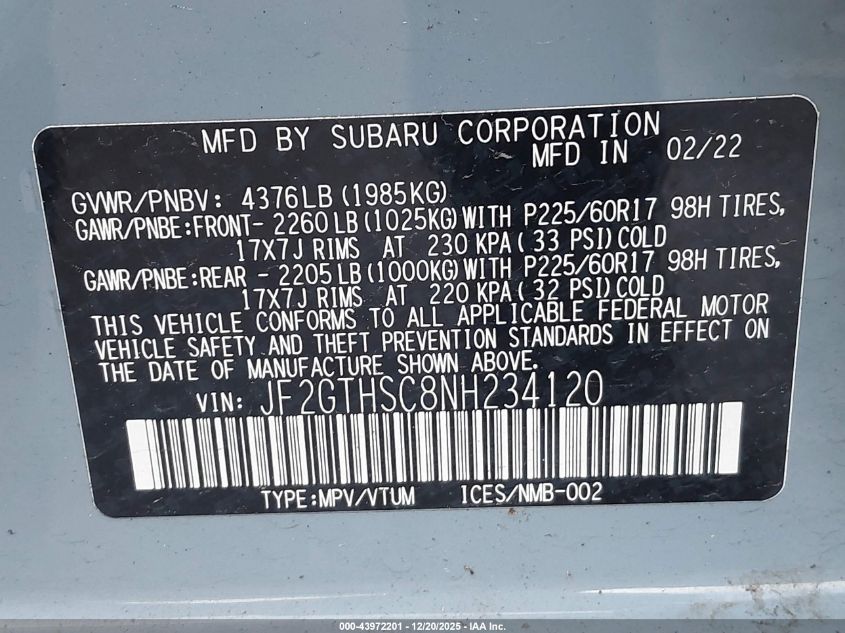 MFD BY SUBARU CORPORATION
MFD IN 02/22
GVWR/PNBV: 4376LB (1985KG)
GAWR/PNBE:FRONT- 2260 LB (1025KG) WITH P225/60R17 98H TIRES,
17X7J RIMS AT 230 KPA ( 33 PSI) COLD
GAWR/PNBE:REAR - 2205 LB (1000KG) WITH P225/60R17 98H TIRES,
17X7J RIMS AT 220 KPA ( 32 PSI) COLD
THIS VEHICLE CONFORMS TO ALL APPLICABLE FEDERAL MOTOR
VEHICLE SAFETY AND THEFT PREVENTION STANDARDS IN EFFECT ON
THE DATE OF MANUFACTURE SHOWN ABOVE.
VIN: JF2GTHSC8NH234120
TYPE:MPV/VTUM ICES/NMB-002
000-43972201 - 12/20/2025 - IAA Inc.